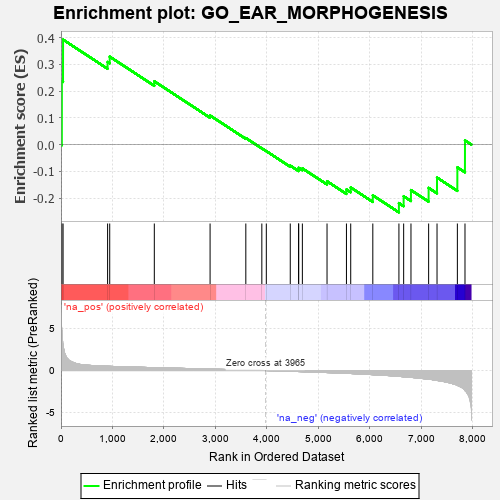 Enrichment plot: GO_EAR_MORPHOGENESIS
Enrichment score (ES)
0.4
0.3
0.2
0.1
0.0
-0.1
-0.2
'na_pos' (positively correlated)
Ranked list metric (PreRanked)
5
0
-5
Zero cross at 3965
'na_neg' (negatively correlated)
0
1,000
2,000
3,000
4,000
5,000
6,000
7,000
8,000
Rank in Ordered Dataset
Enrichment profile
Hits
Ranking metric scores